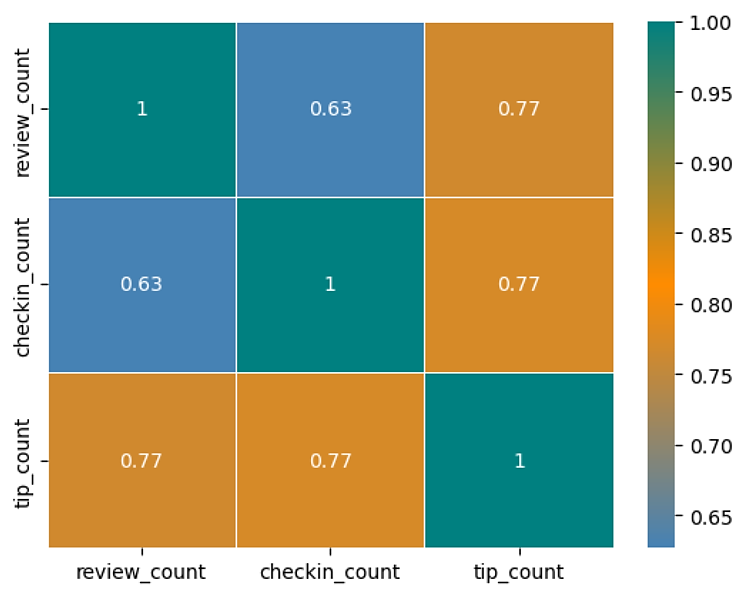 review_count
1
0.63
0.77
checkin_count
0.63
1
0.77
tip_count
0.77
0.77
1
review_count
checkin_count
tip_count
1.00
0.95
0.90
0.85
0.80
0.75
0.70
0.65